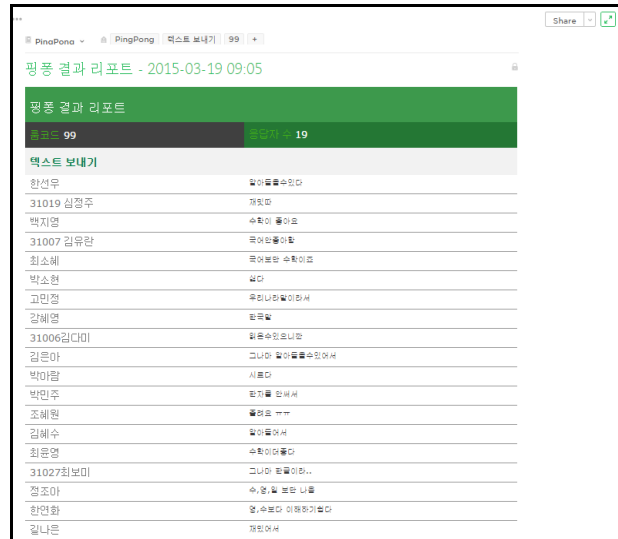 Share
PingPong PingPong 텍스트 보내기 99 +
핑퐁 결과 리포트 - 2015-03-19 09:05
핑퐁 결과 리포트
룸코드 99 응답자 수 19
텍스트 보내기
한선우 알아들을수있다
31019 심정주 재밌따
백지영 수학이 좋아요
31007 김유란 국어안좋아함
최소혜 국어보단 수학이죠
박소현 쉽다
고민정 우리나라말이라서
강혜영 한국말
31006김다미 읽을수있으니깐
김은아 그나마 알아들을수있어서
박아람 시르다
박민주 한자를 안써서
조혜원 졸려요 ㅠㅠ
김혜수 알아들어서
최윤영 수학이더좋다
31027최보미 그나마 한글이라..
정조아 수,영,일 보단 나음
한연화 영,수보다 이해하기쉽다
길나은 재밌어서